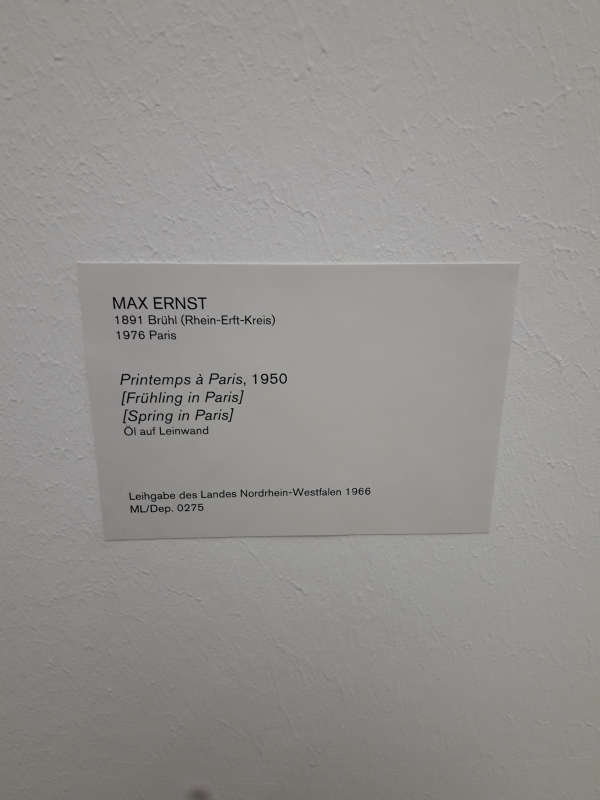 MAX ERNST
1891 Brühl (Rhein-Erft-Kreis)
1976 Paris
Printemps à Paris, 1950
[Frühling in Paris]
[Spring in Paris]
Öl auf Leinwand
Leihgabe des Landes Nordrhein-Westfalen 1966
ML/Dep. 0275